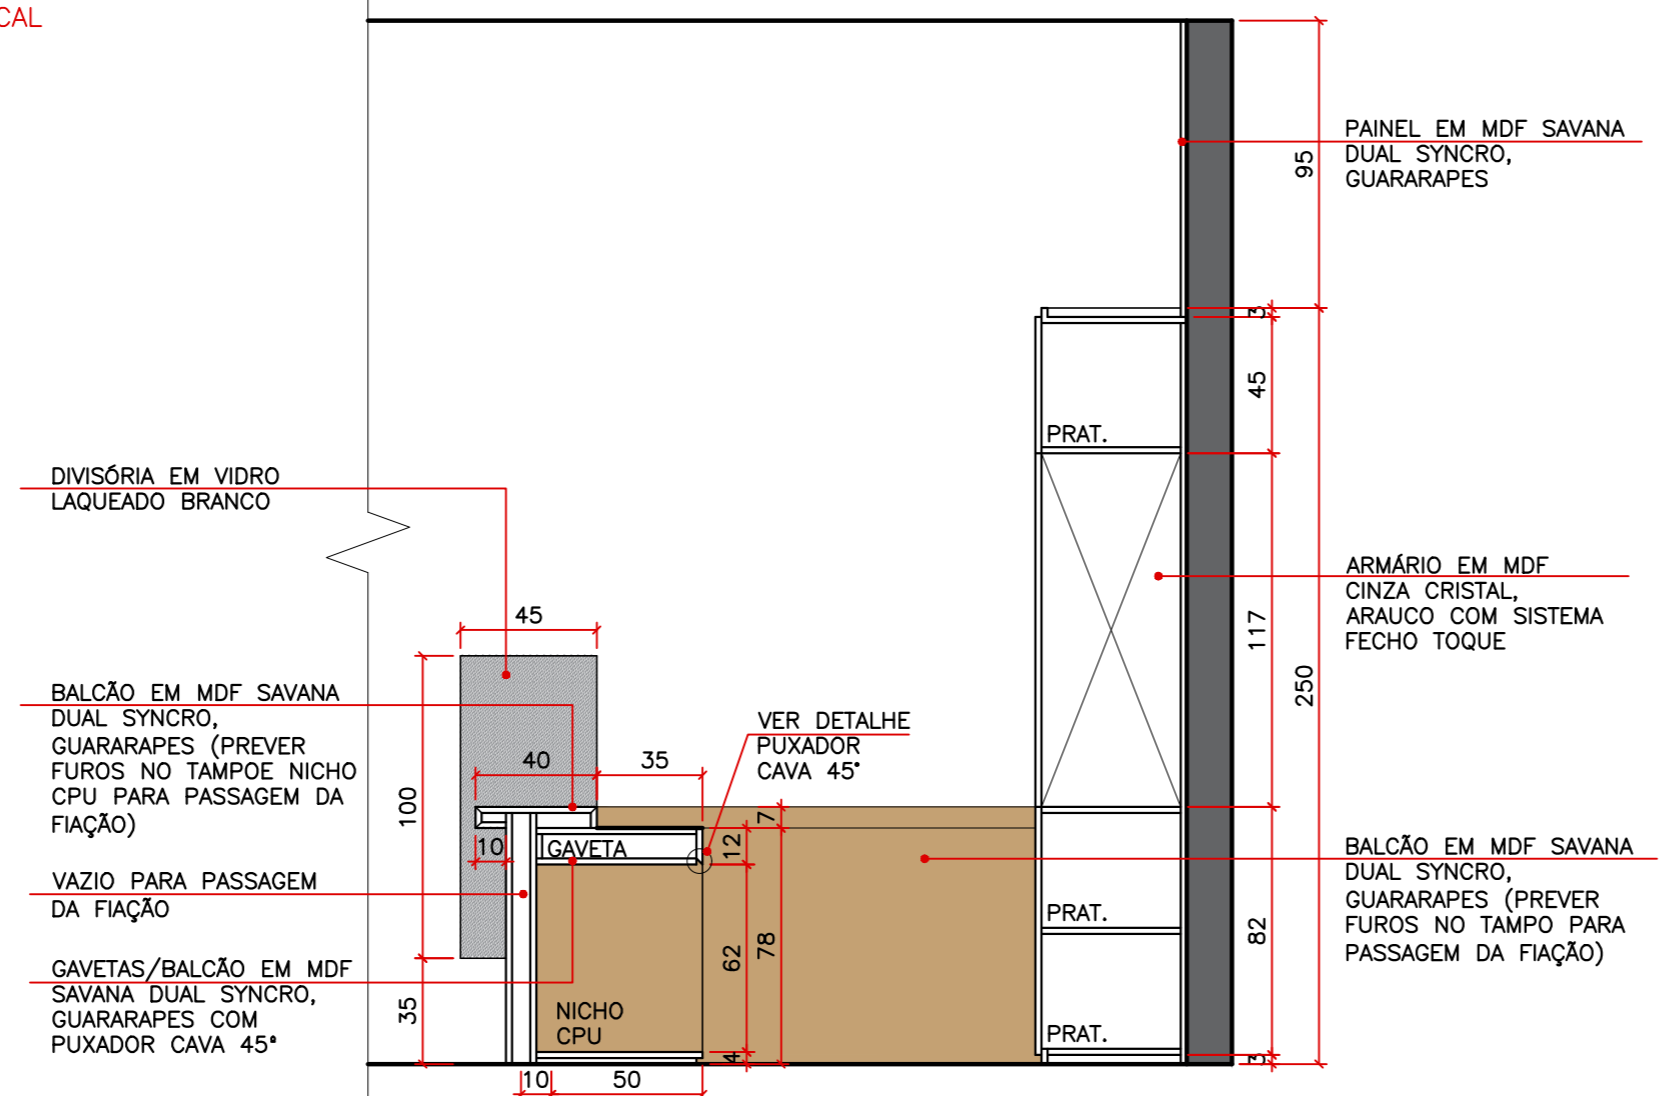 CAL
PAINEL EM MDF SAVANA
DUAL SYNCRO,
GUARARAPES
95
3
45
PRAT.
DIVISÓRIA EM VIDRO
LAQUEADO BRANCO
ARMÁRIO EM MDF
CINZA CRISTAL,
ARAUCO COM SISTEMA
FECHO TOQUE
117
250
45
BALCÃO EM MDF SAVANA
DUAL SYNCRO,
GUARARAPES (PREVER
FUROS NO TAMPOE NICHO
CPU PARA PASSAGEM DA
FIAÇÃO)
VER DETALHE
PUXADOR
CAVA 45°
40
35
100
7
10
GAVETA
12
BALCÃO EM MDF SAVANA
DUAL SYNCRO,
GUARARAPES (PREVER
FUROS NO TAMPO PARA
PASSAGEM DA FIAÇÃO)
VAZIO PARA PASSAGEM
DA FIAÇÃO
PRAT.
82
62
78
GAVETAS/BALCÃO EM MDF
SAVANA DUAL SYNCRO,
GUARARAPES COM
PUXADOR CAVA 45°
35
NICHO
CPU
PRAT.
4
3
10
50